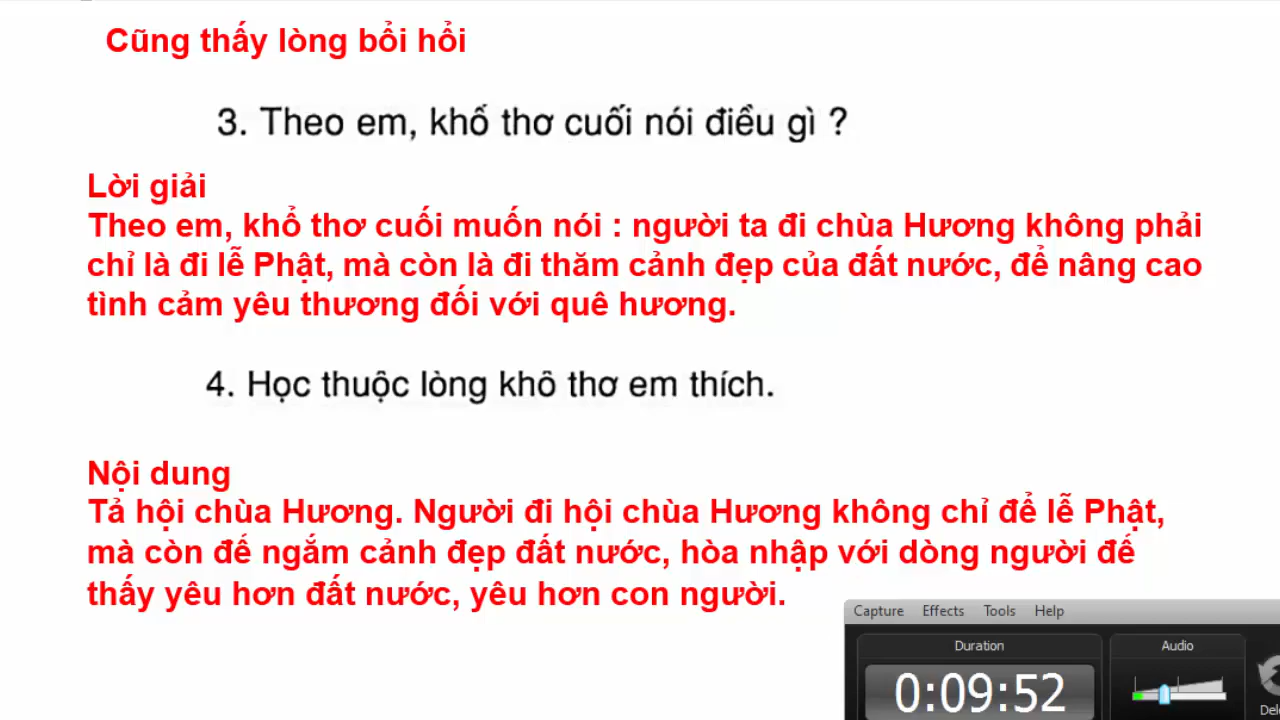 Cũng thấy lòng bổi hổi
3. Theo em, khổ thơ cuối nói điều gì ?
Lời giải
Theo em, khổ thơ cuối muốn nói : người ta đi chùa Hương không phải
chỉ là đi lễ Phật, mà còn là đi thăm cảnh đẹp của đất nước, để nâng cao
tình cảm yêu thương đối với quê hương.
4. Học thuộc lòng khô thơ em thích.
Nội dung
Tả hội chùa Hương. Người đi hội chùa Hương không chỉ để lễ Phật,
mà còn để ngắm cảnh đẹp đất nước, hòa nhập với dòng người để
thấy yêu hơn đất nước, yêu hơn con người.
Capture Effects Tools Help
Duration Audio
0:09:52